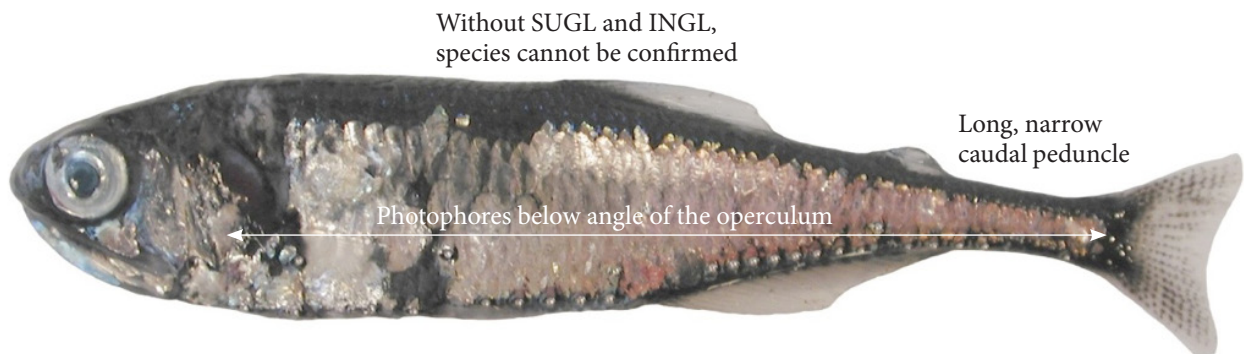 Without SUGL and INGL,
species cannot be confirmed
Long, narrow
caudal peduncle
Photophores below angle of the operculum